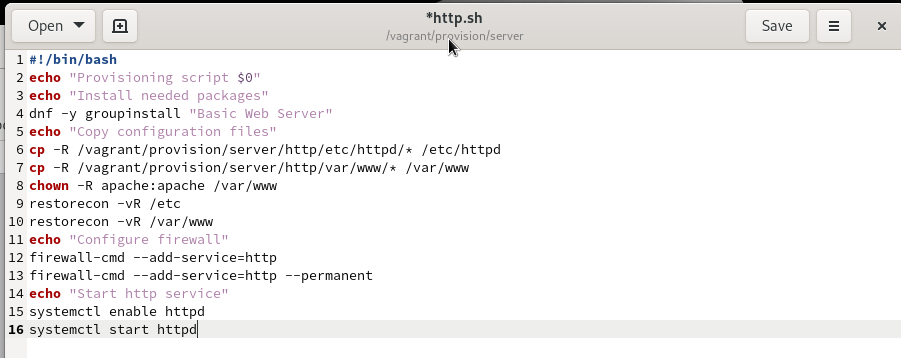 Open
*http.sh
/vagrant/provision/server
Save
1 #!/bin/bash
2 echo "Provisioning script $0"
3 echo "Install needed packages"
4 dnf -y groupinstall "Basic Web Server"
5 echo "Copy configuration files"
6 cp -R /vagrant/provision/server/http/etc/httpd/* /etc/httpd
7 cp -R /vagrant/provision/server/http/var/www/* /var/www
8 chown -R apache:apache /var/www
9 restorecon -vR /etc
10 restorecon -vR /var/www
11 echo "Configure firewall"
12 firewall-cmd --add-service=http
13 firewall-cmd --add-service=http --permanent
14 echo "Start http service"
15 systemctl enable httpd
16 systemctl start httpd